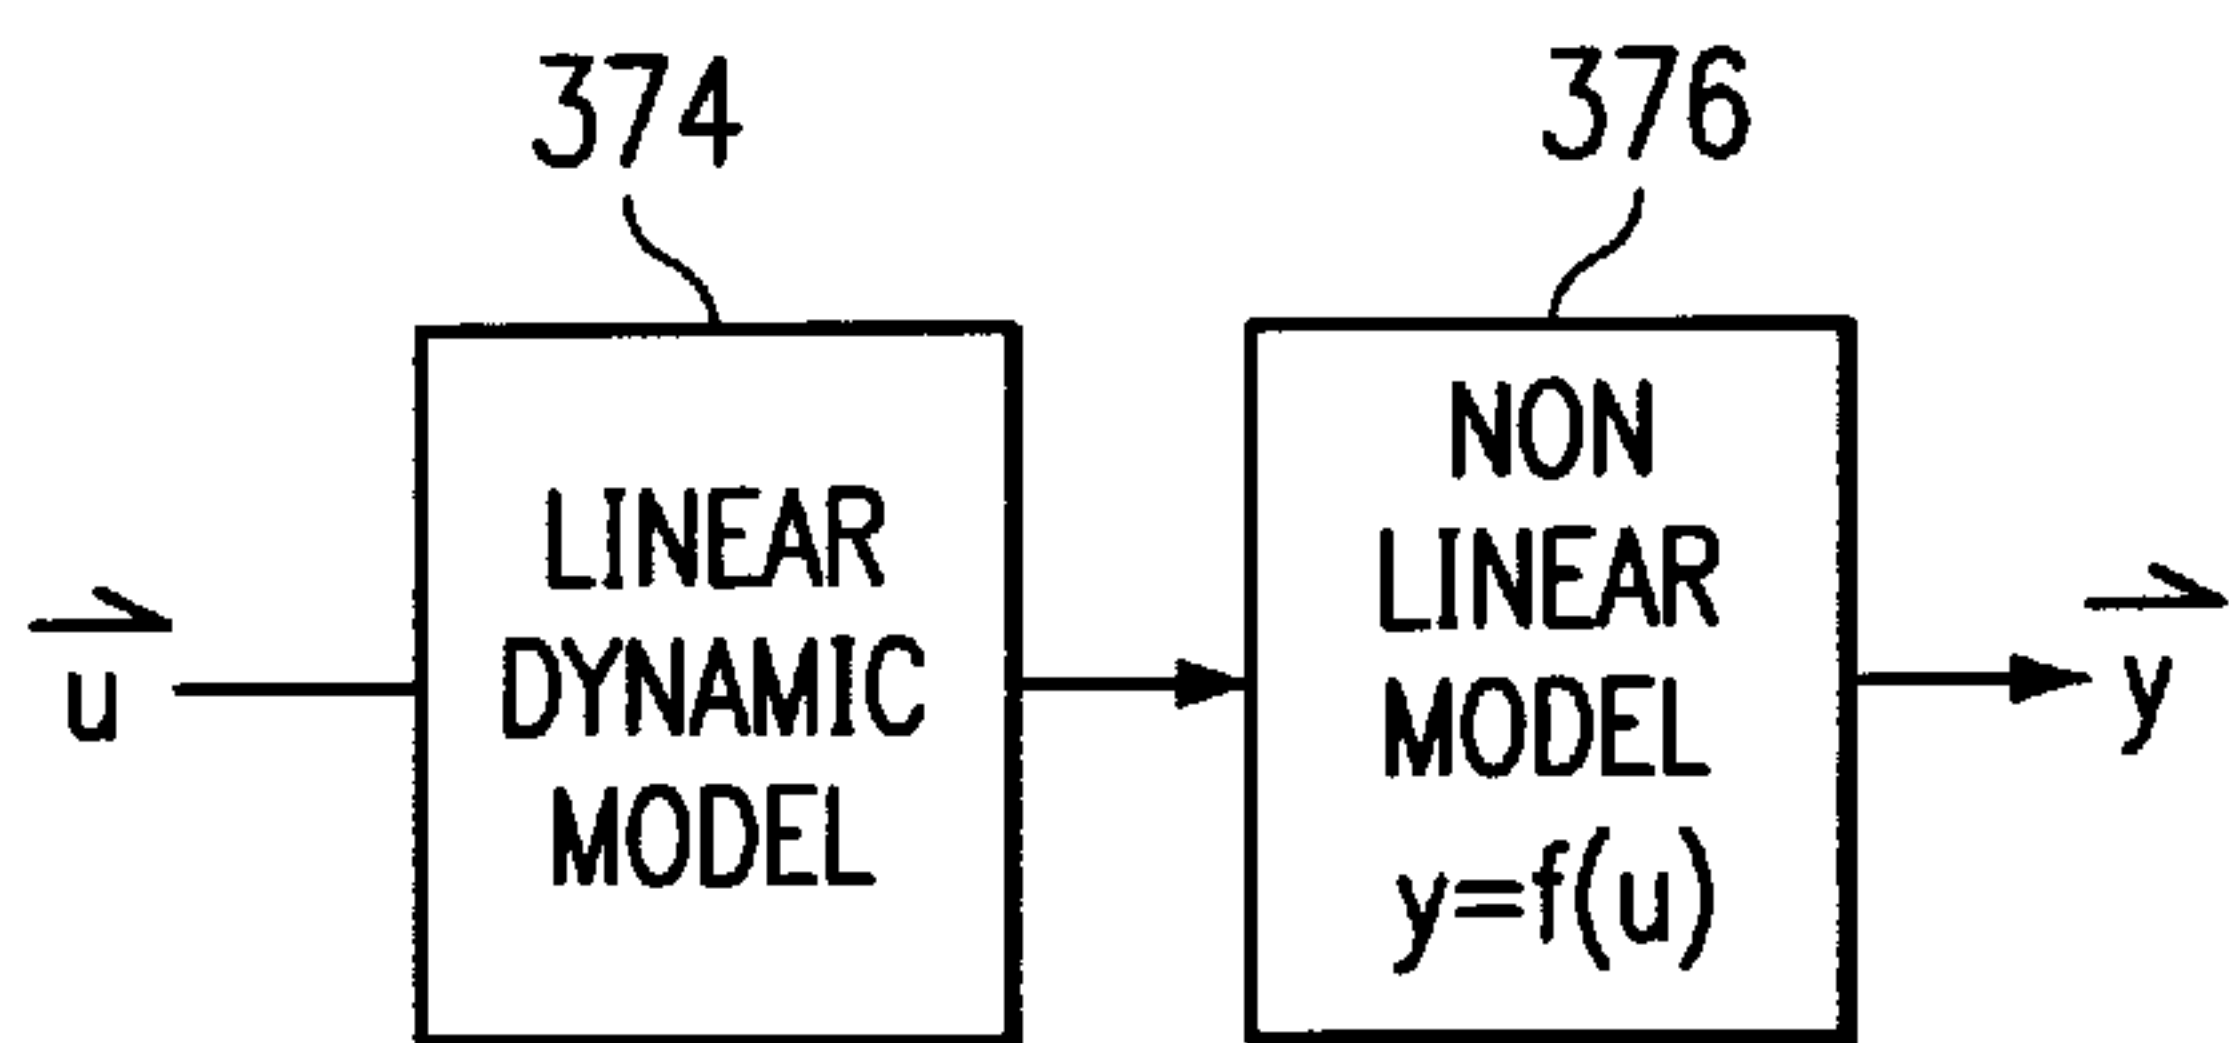 374
376
u
LINEAR
DYNAMIC
MODEL
NON
LINEAR
MODEL
y=f(u)
y